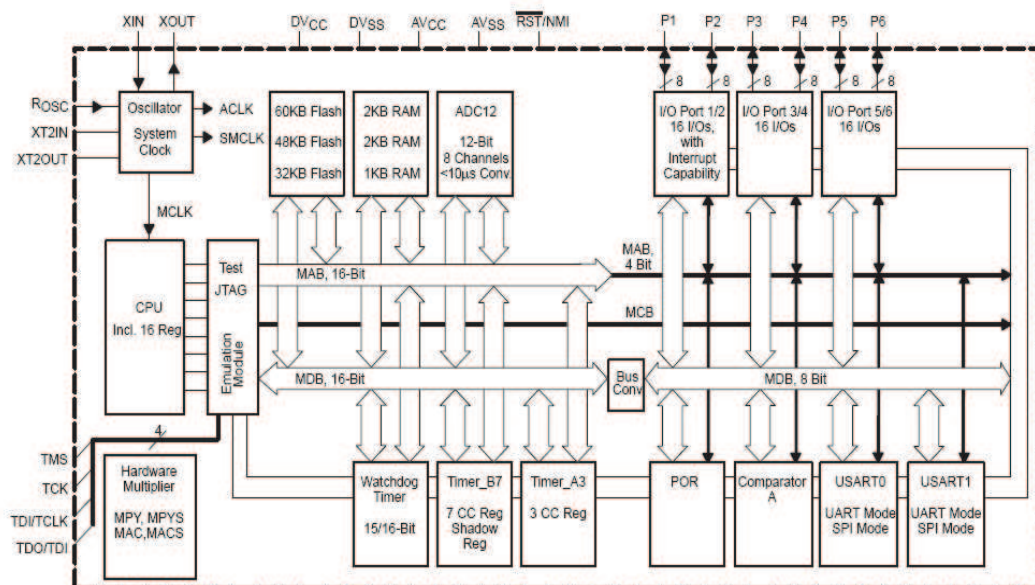 XIN XOUT DVCC DVSS AVCC AVSS RST/NMI P1 P2 P3 P4 P5 P6
8 8 8 8 8 8
ROSC
XT2IN
XT2OUT
Oscillator
System
Clock
ACLK
SMCLK
MCLK
60KB Flash
48KB Flash
32KB Flash
2KB RAM
2KB RAM
1KB RAM
ADC12
12-Bit
8 Channels
<10µs Conv.
I/O Port 1/2
16 I/Os,
with
Interrupt
Capability
I/O Port 3/4
16 I/Os
I/O Port 5/6
16 I/Os
CPU
Incl. 16 Reg
Test
JTAG
Emulation
Module
MAB, 16-Bit
MAB,
4 Bit
MCB
MDB, 16-Bit
Bus
Conv
MDB, 8 Bit
4
TMS
TCK
TDI/TCLK
TDO/TDI
Hardware
Multiplier
MPY, MPYS
MAC,MACS
Watchdog
Timer
15/16-Bit
Timer_B7
7 CC Reg
Shadow
Reg
Timer_A3
3 CC Reg
POR
Comparator
A
USART0
UART Mode
SPI Mode
USART1
UART Mode
SPI Mode